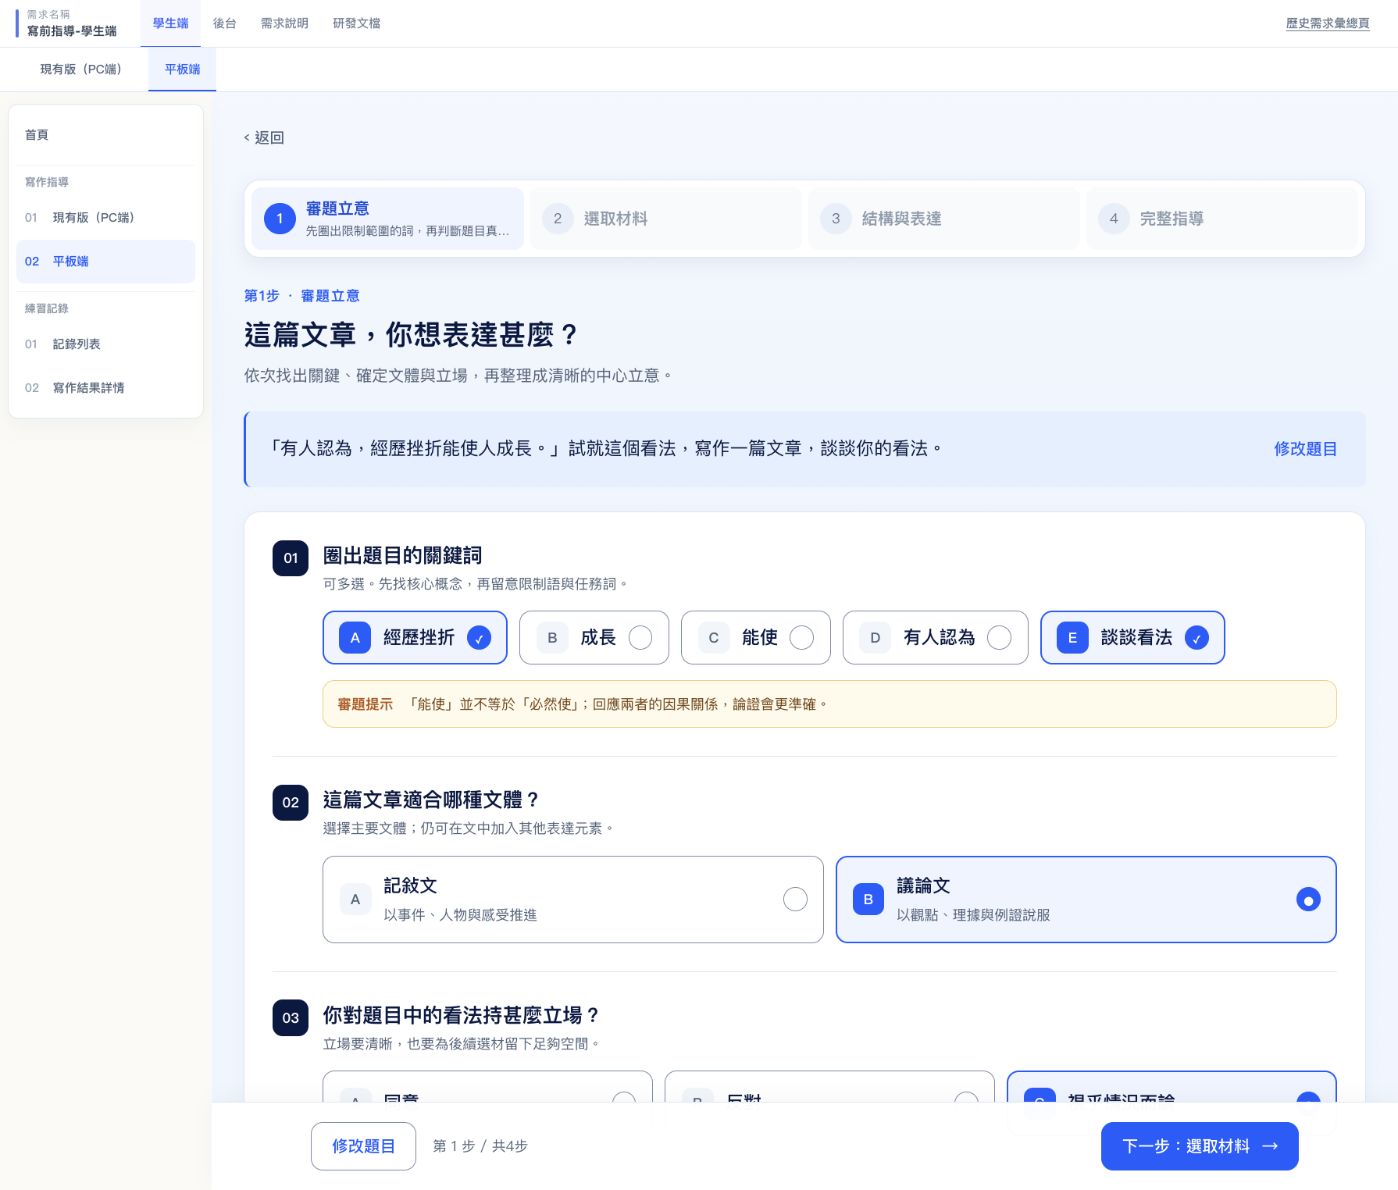 需求名稱
寫前指導-學生端
學生端
後台
需求說明
研發文檔
歷史需求彙總頁
現有版（PC端）
平板端
首頁
寫作指導
01 現有版（PC端）
02 平板端
練習記錄
01 記錄列表
02 寫作結果詳情
‹ 返回
1 審題立意
先圈出限制範圍的詞，再判斷題目真...
2 選取材料
3 結構與表達
4 完整指導
第1步 · 審題立意
這篇文章，你想表達甚麼？
依次找出關鍵、確定文體與立場，再整理成清晰的中心立意。
「有人認為，經歷挫折能使人成長。」試就這個看法，寫作一篇文章，談談你的看法。
修改題目
01 圈出題目的關鍵詞
可多選。先找核心概念，再留意限制語與任務詞。
A 經歷挫折 ✓
B 成長
C 能使
D 有人認為
E 談談看法 ✓
審題提示 「能使」並不等於「必然使」；回應兩者的因果關係，論證會更準確。
02 這篇文章適合哪種文體？
選擇主要文體；仍可在文中加入其他表達元素。
A 記敍文
以事件、人物與感受推進
B 議論文
以觀點、理據與例證說服
03 你對題目中的看法持甚麼立場？
立場要清晰，也要為後續選材留下足夠空間。
A 同意
B 反對
C 視乎情況而論
修改題目
第 1 步 / 共4步
下一步：選取材料 →